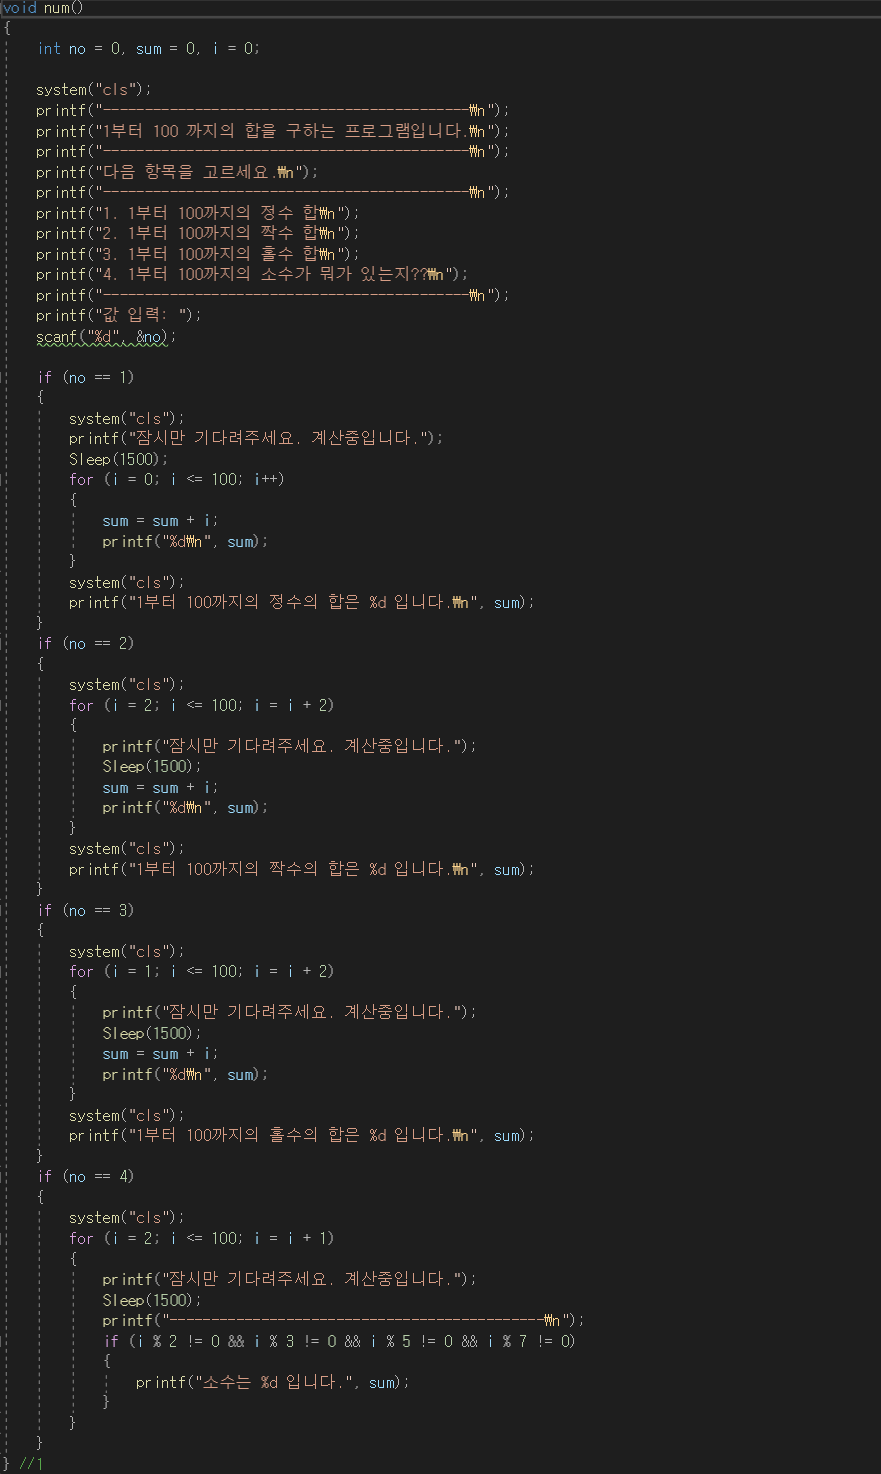 void num()
{
int no = 0, sum = 0, i = 0;
system("cls");
printf("--------------------------------------------₩n");
printf("1부터 100 까지의 합을 구하는 프로그램입니다.₩n");
printf("--------------------------------------------₩n");
printf("다음 항목을 고르세요.₩n");
printf("--------------------------------------------₩n");
printf("1. 1부터 100까지의 정수 합₩n");
printf("2. 1부터 100까지의 짝수 합₩n");
printf("3. 1부터 100까지의 홀수 합₩n");
printf("4. 1부터 100까지의 소수가 뭐가 있는지??₩n");
printf("--------------------------------------------₩n");
printf("값 입력: ");
scanf("%d", &no);
if (no == 1)
{
system("cls");
printf("잠시만 기다려주세요. 계산중입니다.");
Sleep(1500);
for (i = 0; i <= 100; i++)
{
sum = sum + i;
printf("%d₩n", sum);
}
system("cls");
printf("1부터 100까지의 정수의 합은 %d 입니다.₩n", sum);
}
if (no == 2)
{
system("cls");
for (i = 2; i <= 100; i = i + 2)
{
printf("잠시만 기다려주세요. 계산중입니다.");
Sleep(1500);
sum = sum + i;
printf("%d₩n", sum);
}
system("cls");
printf("1부터 100까지의 짝수의 합은 %d 입니다.₩n", sum);
}
if (no == 3)
{
system("cls");
for (i = 1; i <= 100; i = i + 2)
{
printf("잠시만 기다려주세요. 계산중입니다.");
Sleep(1500);
sum = sum + i;
printf("%d₩n", sum);
}
system("cls");
printf("1부터 100까지의 홀수의 합은 %d 입니다.₩n", sum);
}
if (no == 4)
{
system("cls");
for (i = 2; i <= 100; i = i + 1)
{
printf("잠시만 기다려주세요. 계산중입니다.");
Sleep(1500);
printf("---------------------------------------------₩n");
if (i % 2 != 0 && i % 3 != 0 && i % 5 != 0 && i % 7 != 0)
{
printf("소수는 %d 입니다.", sum);
}
}
}
} //1